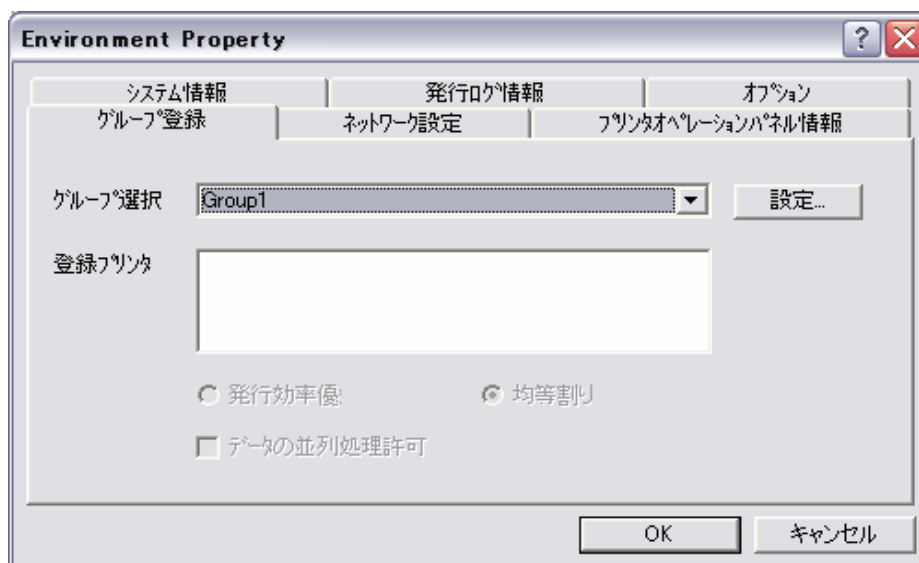 Environment Property
システム情報 発行ログ情報 オプション
グループ登録 ネットワーク設定 プリンタオペレーションパネル情報
グループ選択 Group1 設定...
登録プリンタ
発行効率優 均等割り
データの並列処理許可
OK キャンセル